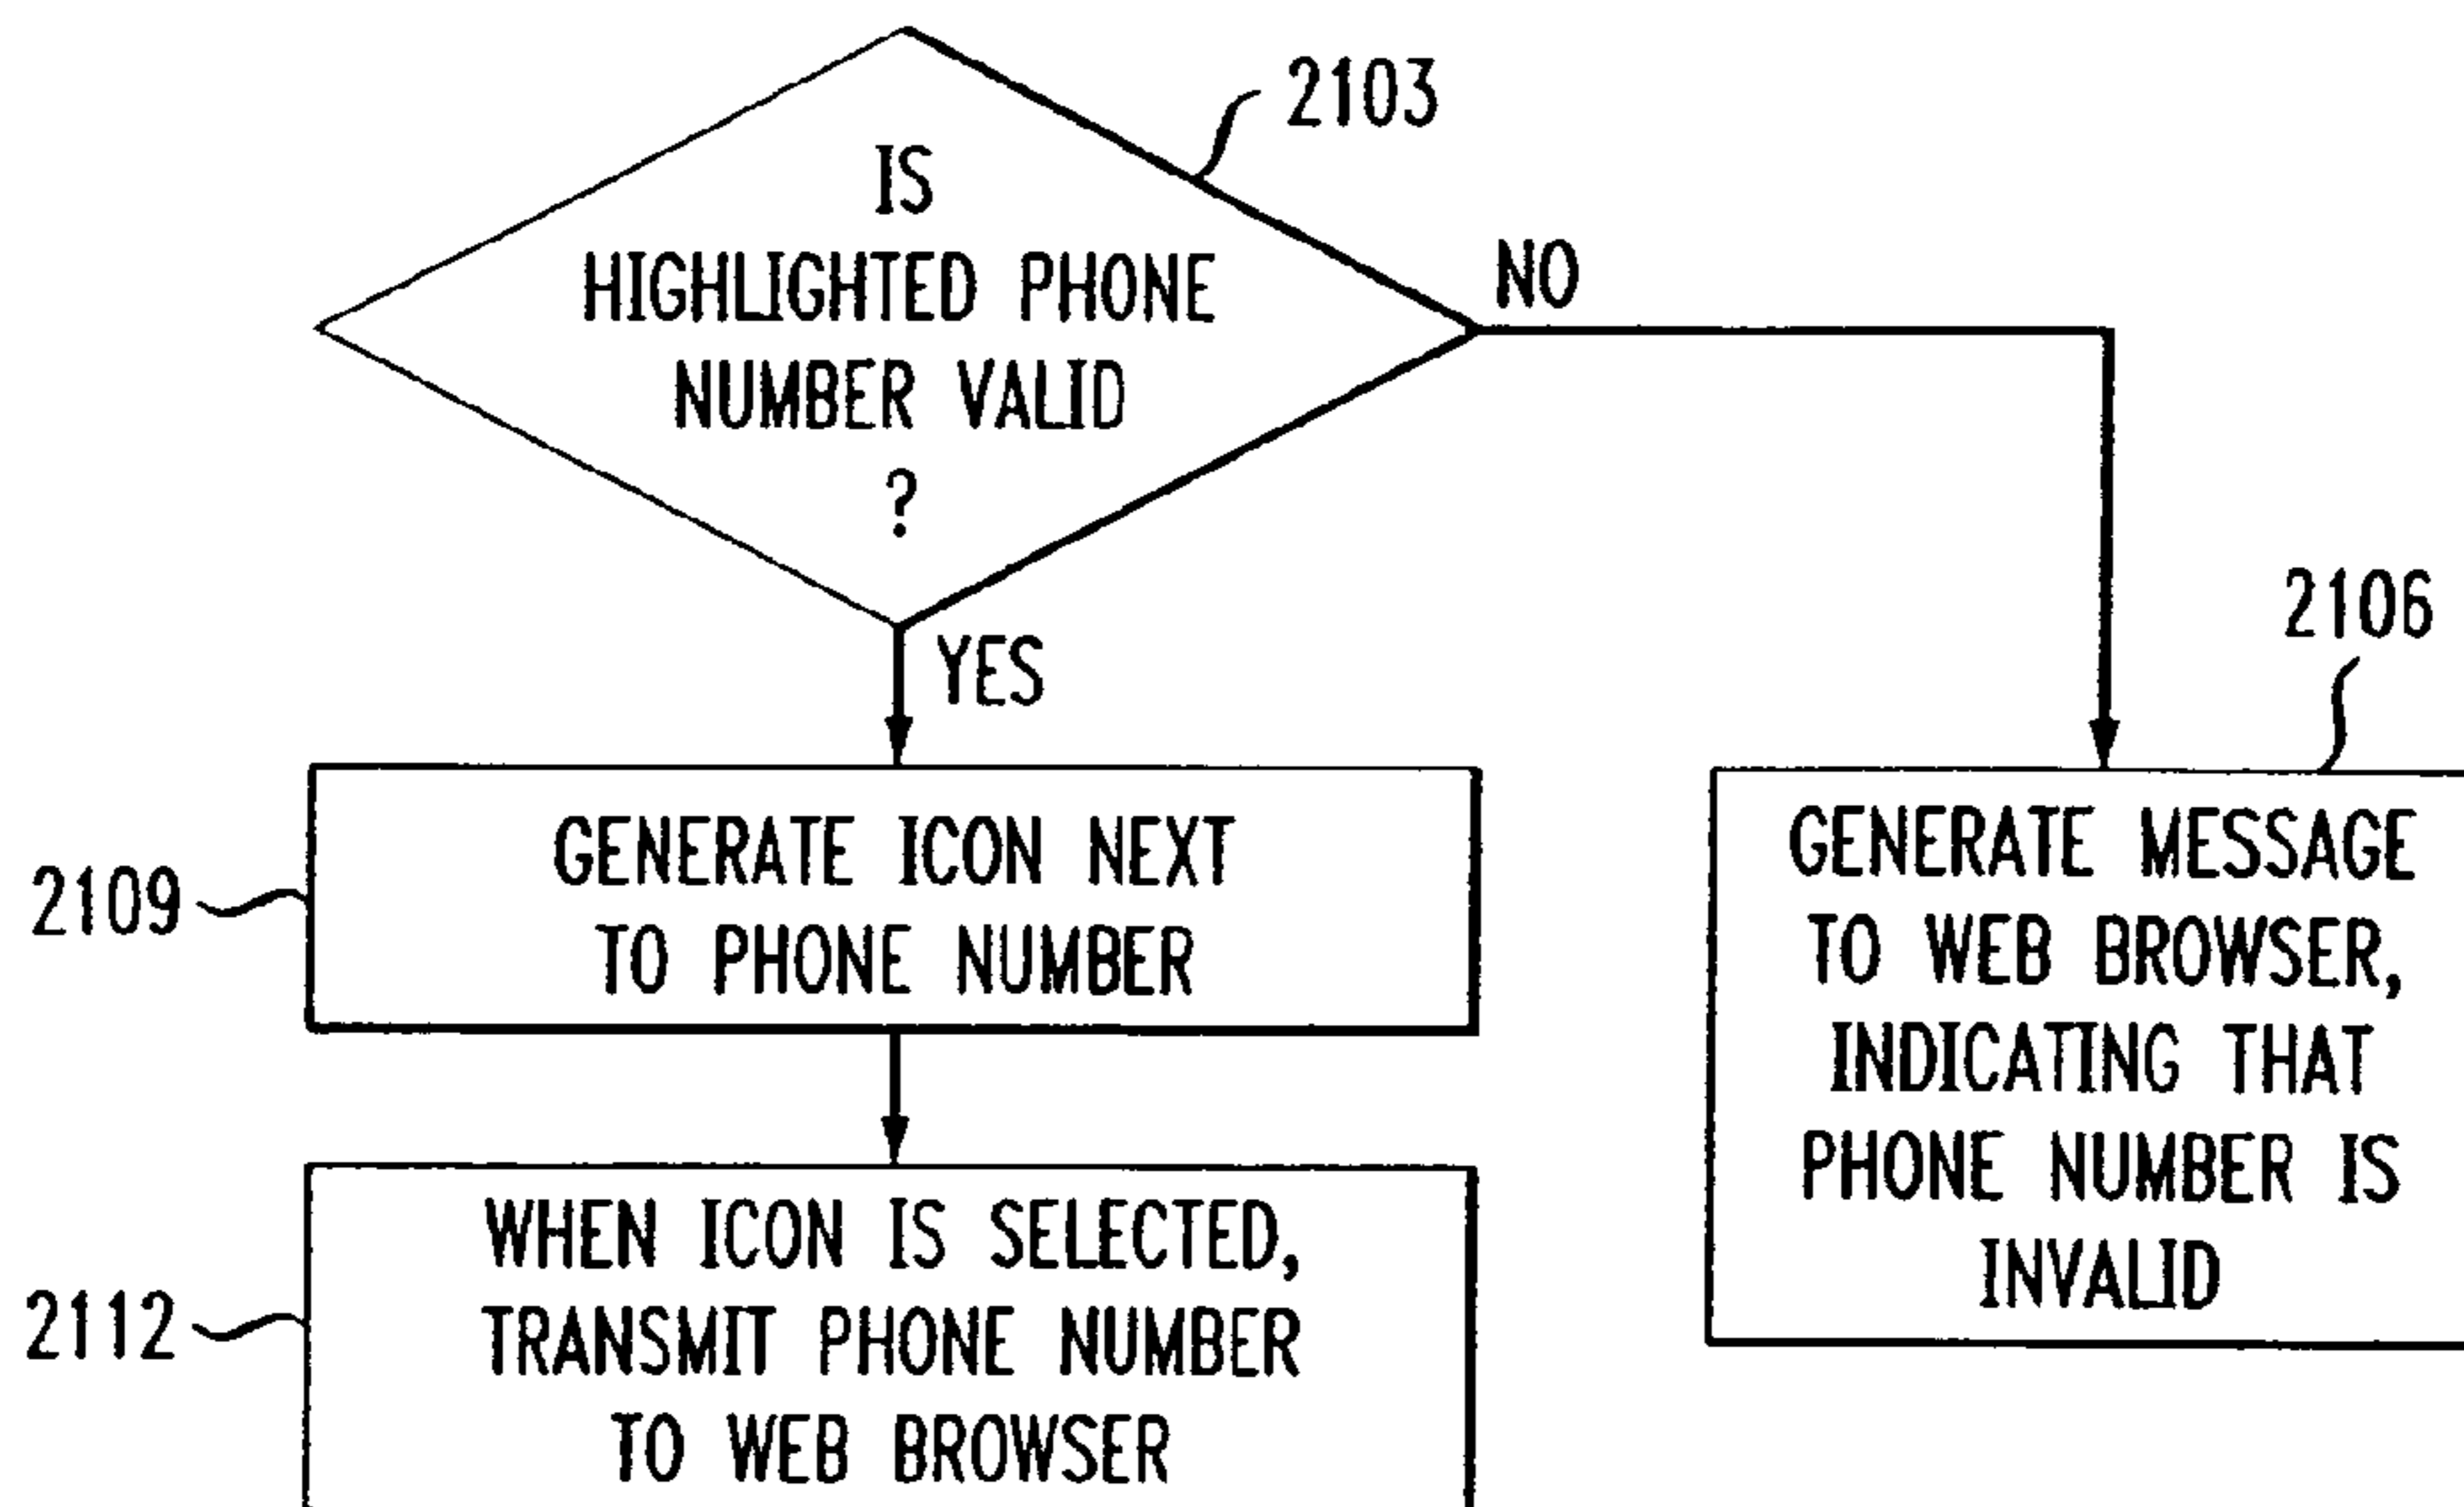 2103
IS
HIGHLIGHTED PHONE
NUMBER VALID
?
NO
YES
2106
2109
GENERATE ICON NEXT
TO PHONE NUMBER
GENERATE MESSAGE
TO WEB BROWSER,
INDICATING THAT
PHONE NUMBER IS
INVALID
2112
WHEN ICON IS SELECTED,
TRANSMIT PHONE NUMBER
TO WEB BROWSER